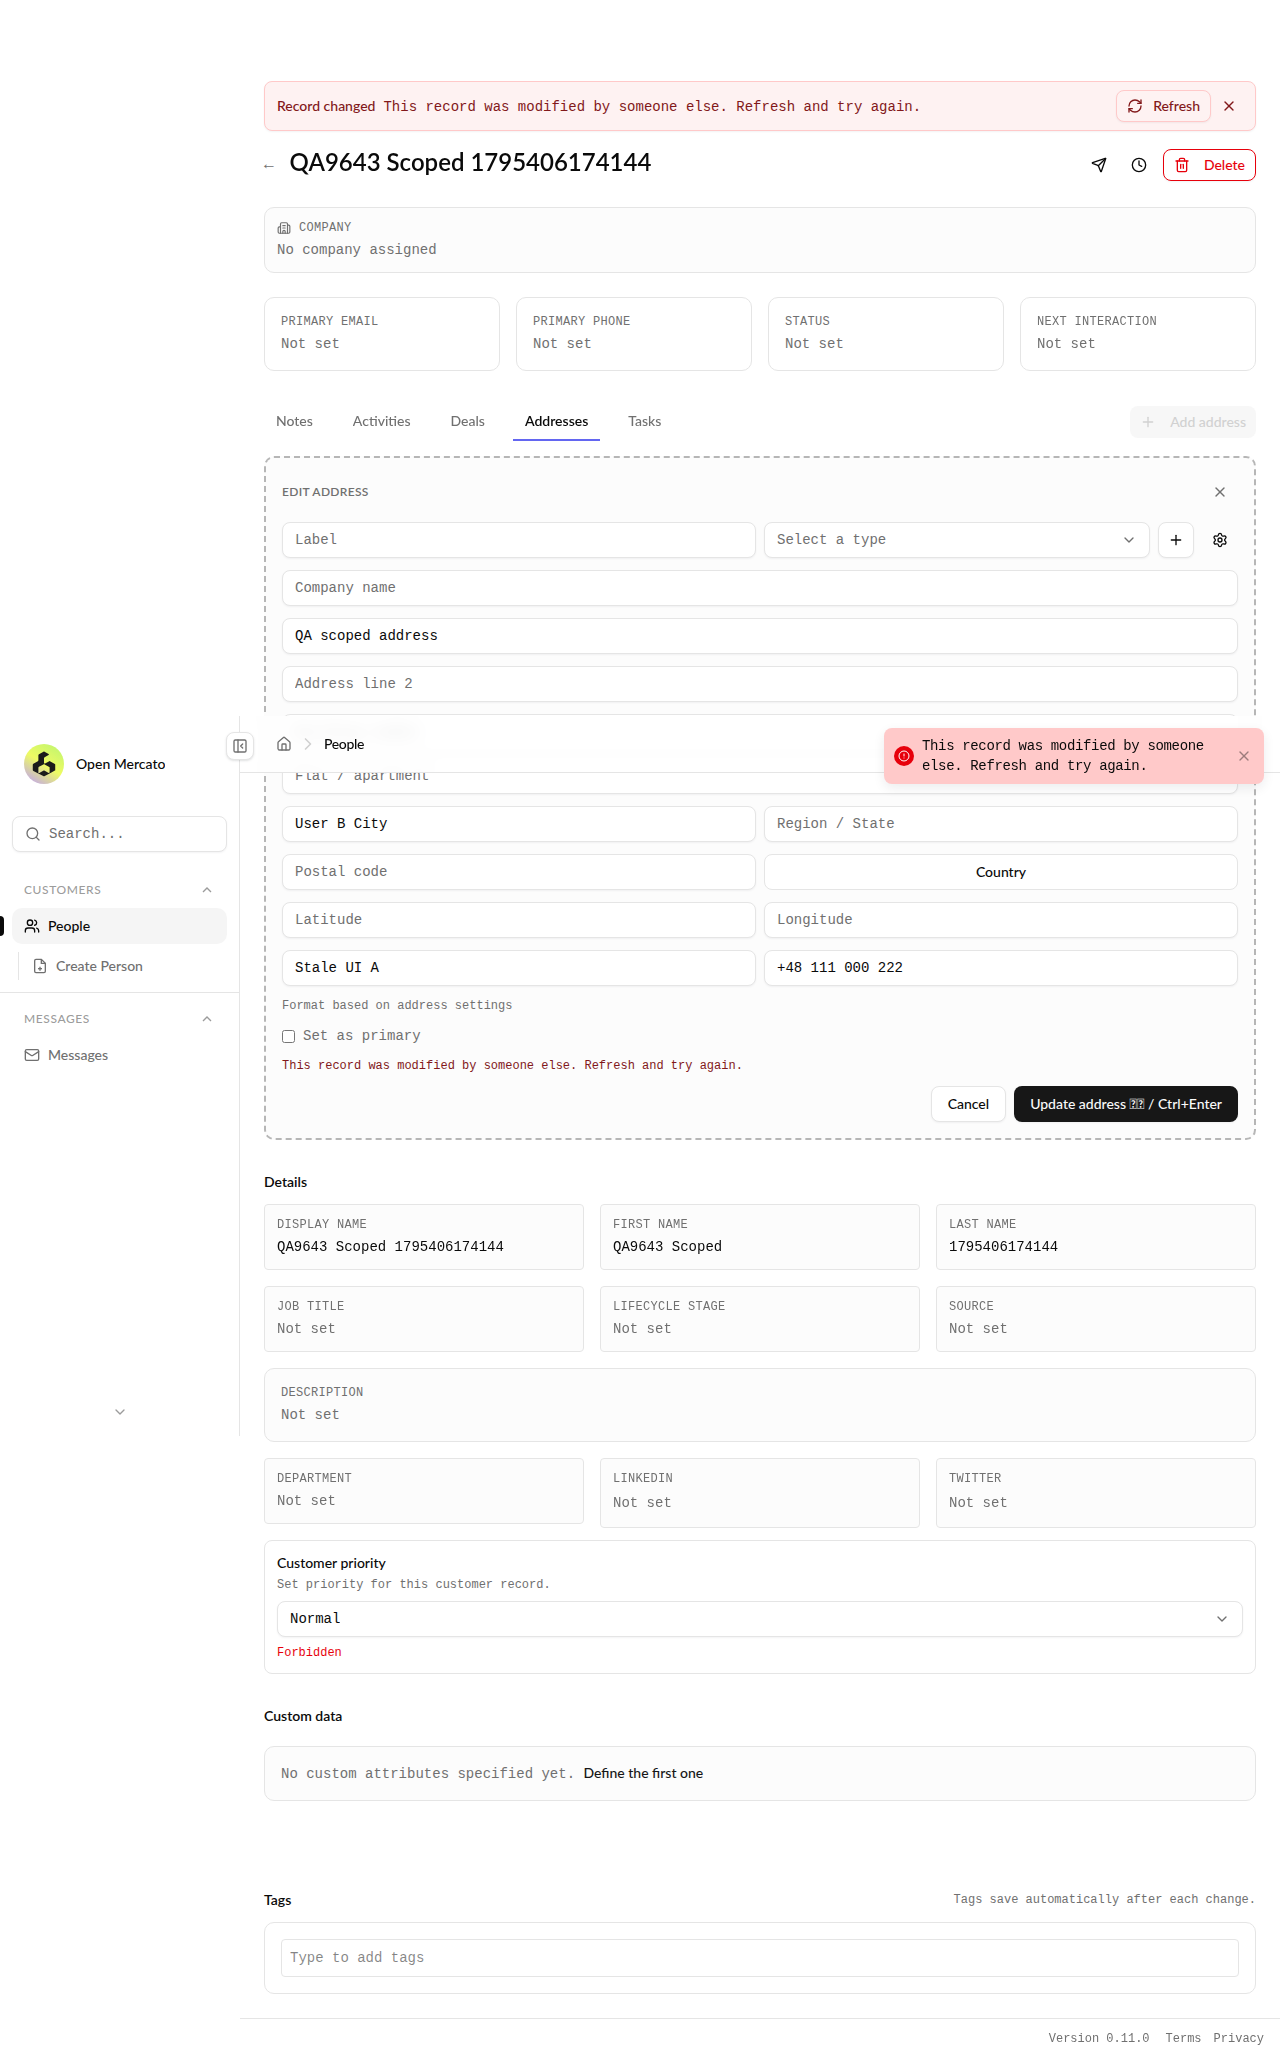 Record changed This record was modified by someone else. Refresh and try again. Refresh
← QA9643 Scoped 1795406174144 Delete
COMPANY
No company assigned
PRIMARY EMAIL
Not set
PRIMARY PHONE
Not set
STATUS
Not set
NEXT INTERACTION
Not set
Notes Activities Deals Addresses Tasks Add address
EDIT ADDRESS
Label Select a type
Company name
QA scoped address
Address line 2
Open Mercato
Search...
CUSTOMERS
People
Create Person
MESSAGES
Messages
People
This record was modified by someone
else. Refresh and try again.
Flat / apartment
User B City Region / State
Postal code Country
Latitude Longitude
Stale UI A +48 111 000 222
Format based on address settings
Set as primary
This record was modified by someone else. Refresh and try again.
Cancel Update address / Ctrl+Enter
Details
DISPLAY NAME
QA9643 Scoped 1795406174144
FIRST NAME
QA9643 Scoped
LAST NAME
1795406174144
JOB TITLE
Not set
LIFECYCLE STAGE
Not set
SOURCE
Not set
DESCRIPTION
Not set
DEPARTMENT
Not set
LINKEDIN
Not set
TWITTER
Not set
Customer priority
Set priority for this customer record.
Normal
Forbidden
Custom data
No custom attributes specified yet. Define the first one
Tags Tags save automatically after each change.
Type to add tags
Version 0.11.0 Terms Privacy